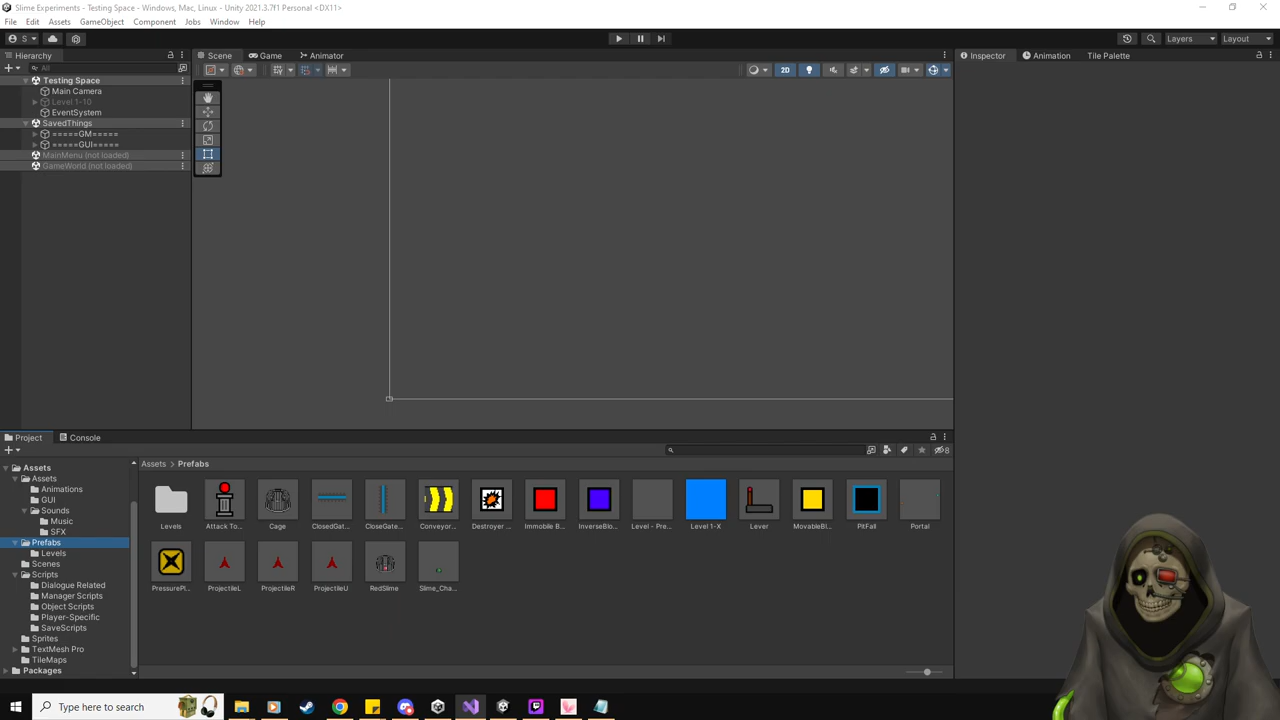 Slime Experiments - Testing Space - Windows, Mac, Linux - Unity 2021.3.7f1 Personal <DX11>
File Edit Assets GameObject Component Jobs Window Help
S Layers Layout
Hierarchy Scene Game Animator Inspector Animation Tile Palette
All
2D
Testing Space
Main Camera
Level 1-10
EventSystem
SavedThings
=====GM=====
=====GUI=====
MainMenu (not loaded)
GameWorld (not loaded)
Project Console
8
Assets > Prefabs
Assets
Assets
Animations
GUI
Sounds
Music
SFX
Prefabs
Levels
Scenes
Scripts
Dialogue Related
Manager Scripts
Object Scripts
Player-Specific
SaveScripts
Sprites
TextMesh Pro
TileMaps
Packages
Levels Attack To... Cage ClosedGat... CloseGate... Conveyor... Destroyer ... Immobile B... InverseBlo... Level - Pre... Level 1-X Lever MovableBl... PitFall Portal
PressurePl... ProjectileL ProjectileR ProjectileU RedSlime Slime_Cha...
Type here to search